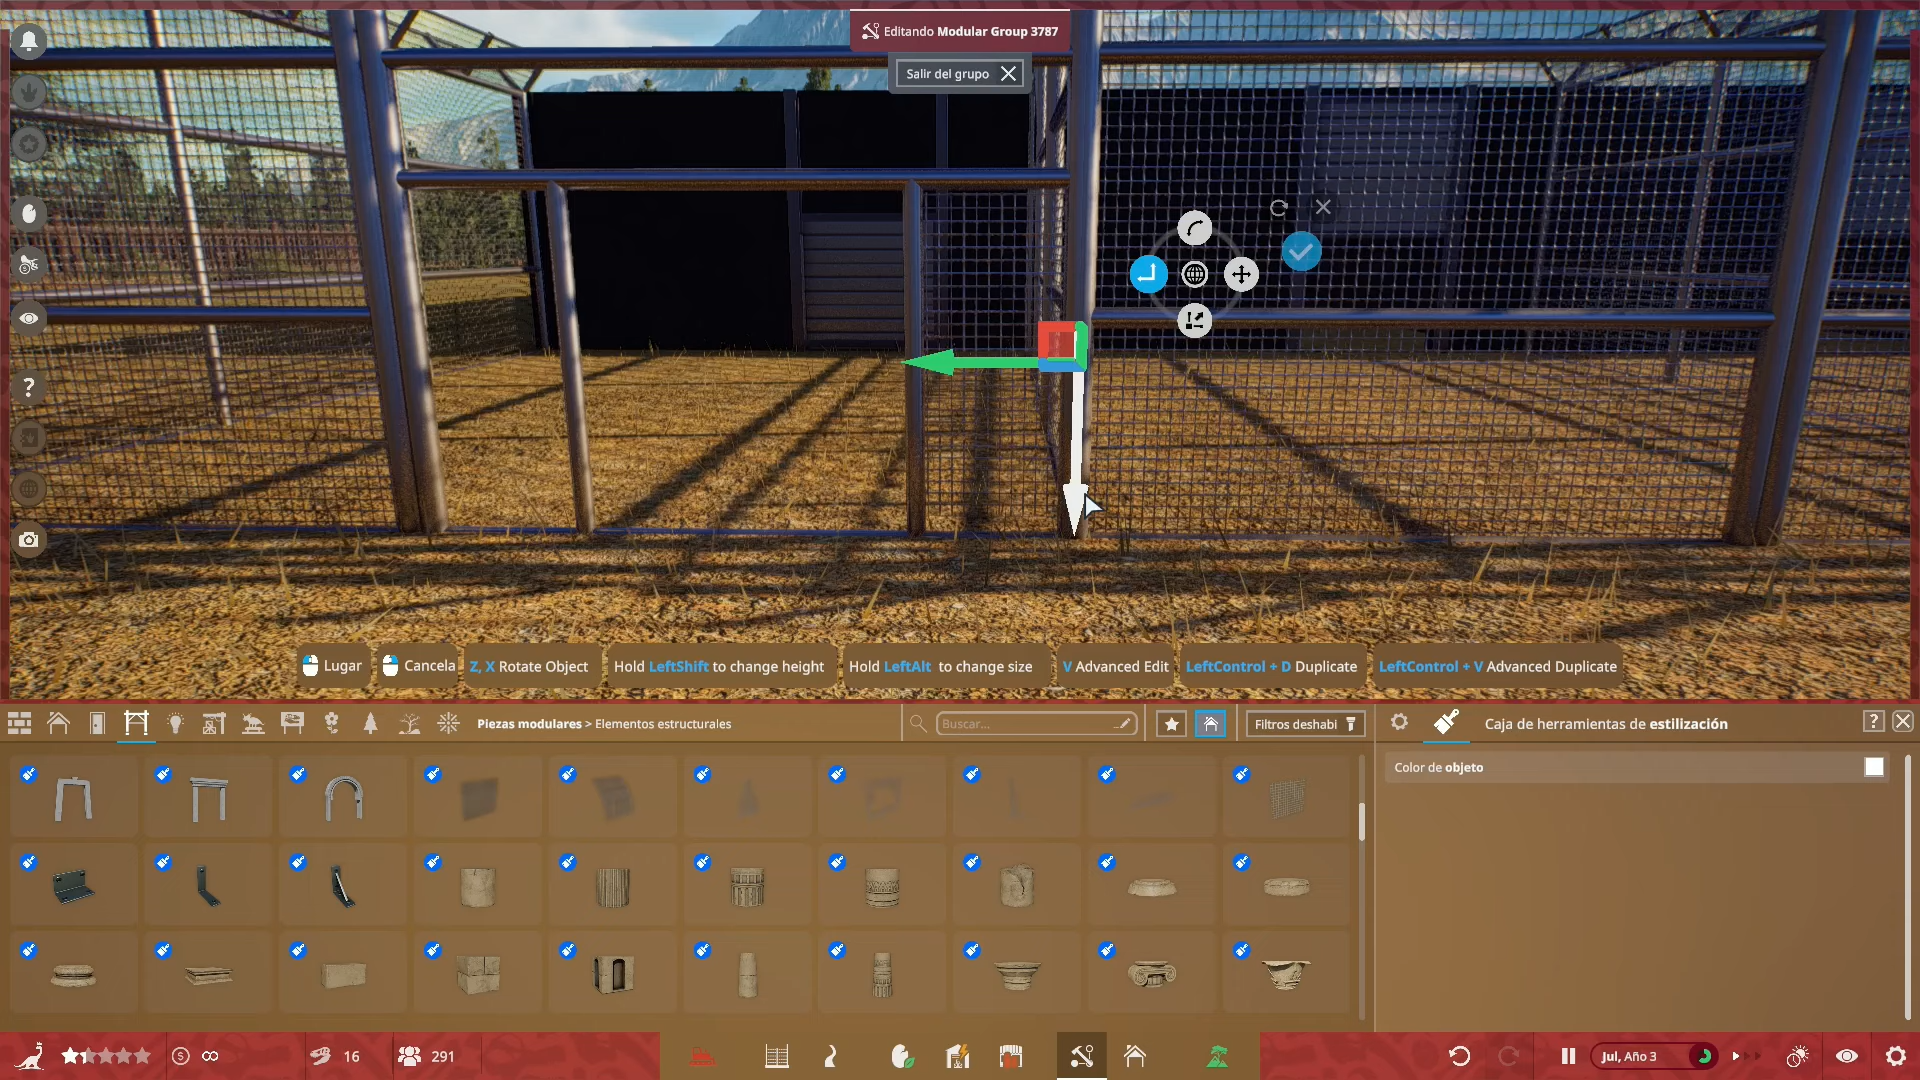 Editando Modular Group 3787
Salir del grupo
Lugar
Cancela
Z, X Rotate Object
Hold LeftShift to change height
Hold LeftAlt to change size
V Advanced Edit
LeftControl + D Duplicate
LeftControl + V Advanced Duplicate
Piezas modulares > Elementos estructurales
Buscar...
Filtros deshabi
Caja de herramientas de estilización
?
Color de objeto
16
291
Jul, Año 3